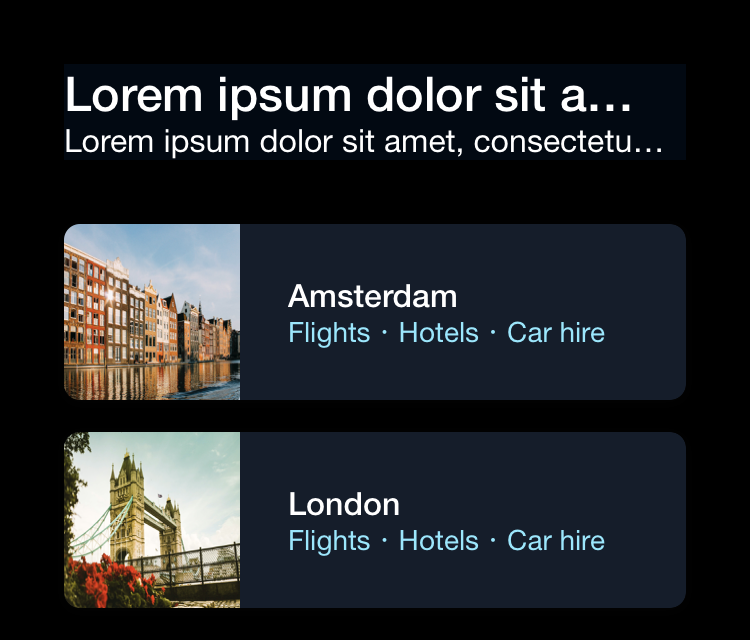 Lorem ipsum dolor sit a...
Lorem ipsum dolor sit amet, consectetu...
Amsterdam
Flights · Hotels · Car hire
London
Flights · Hotels · Car hire